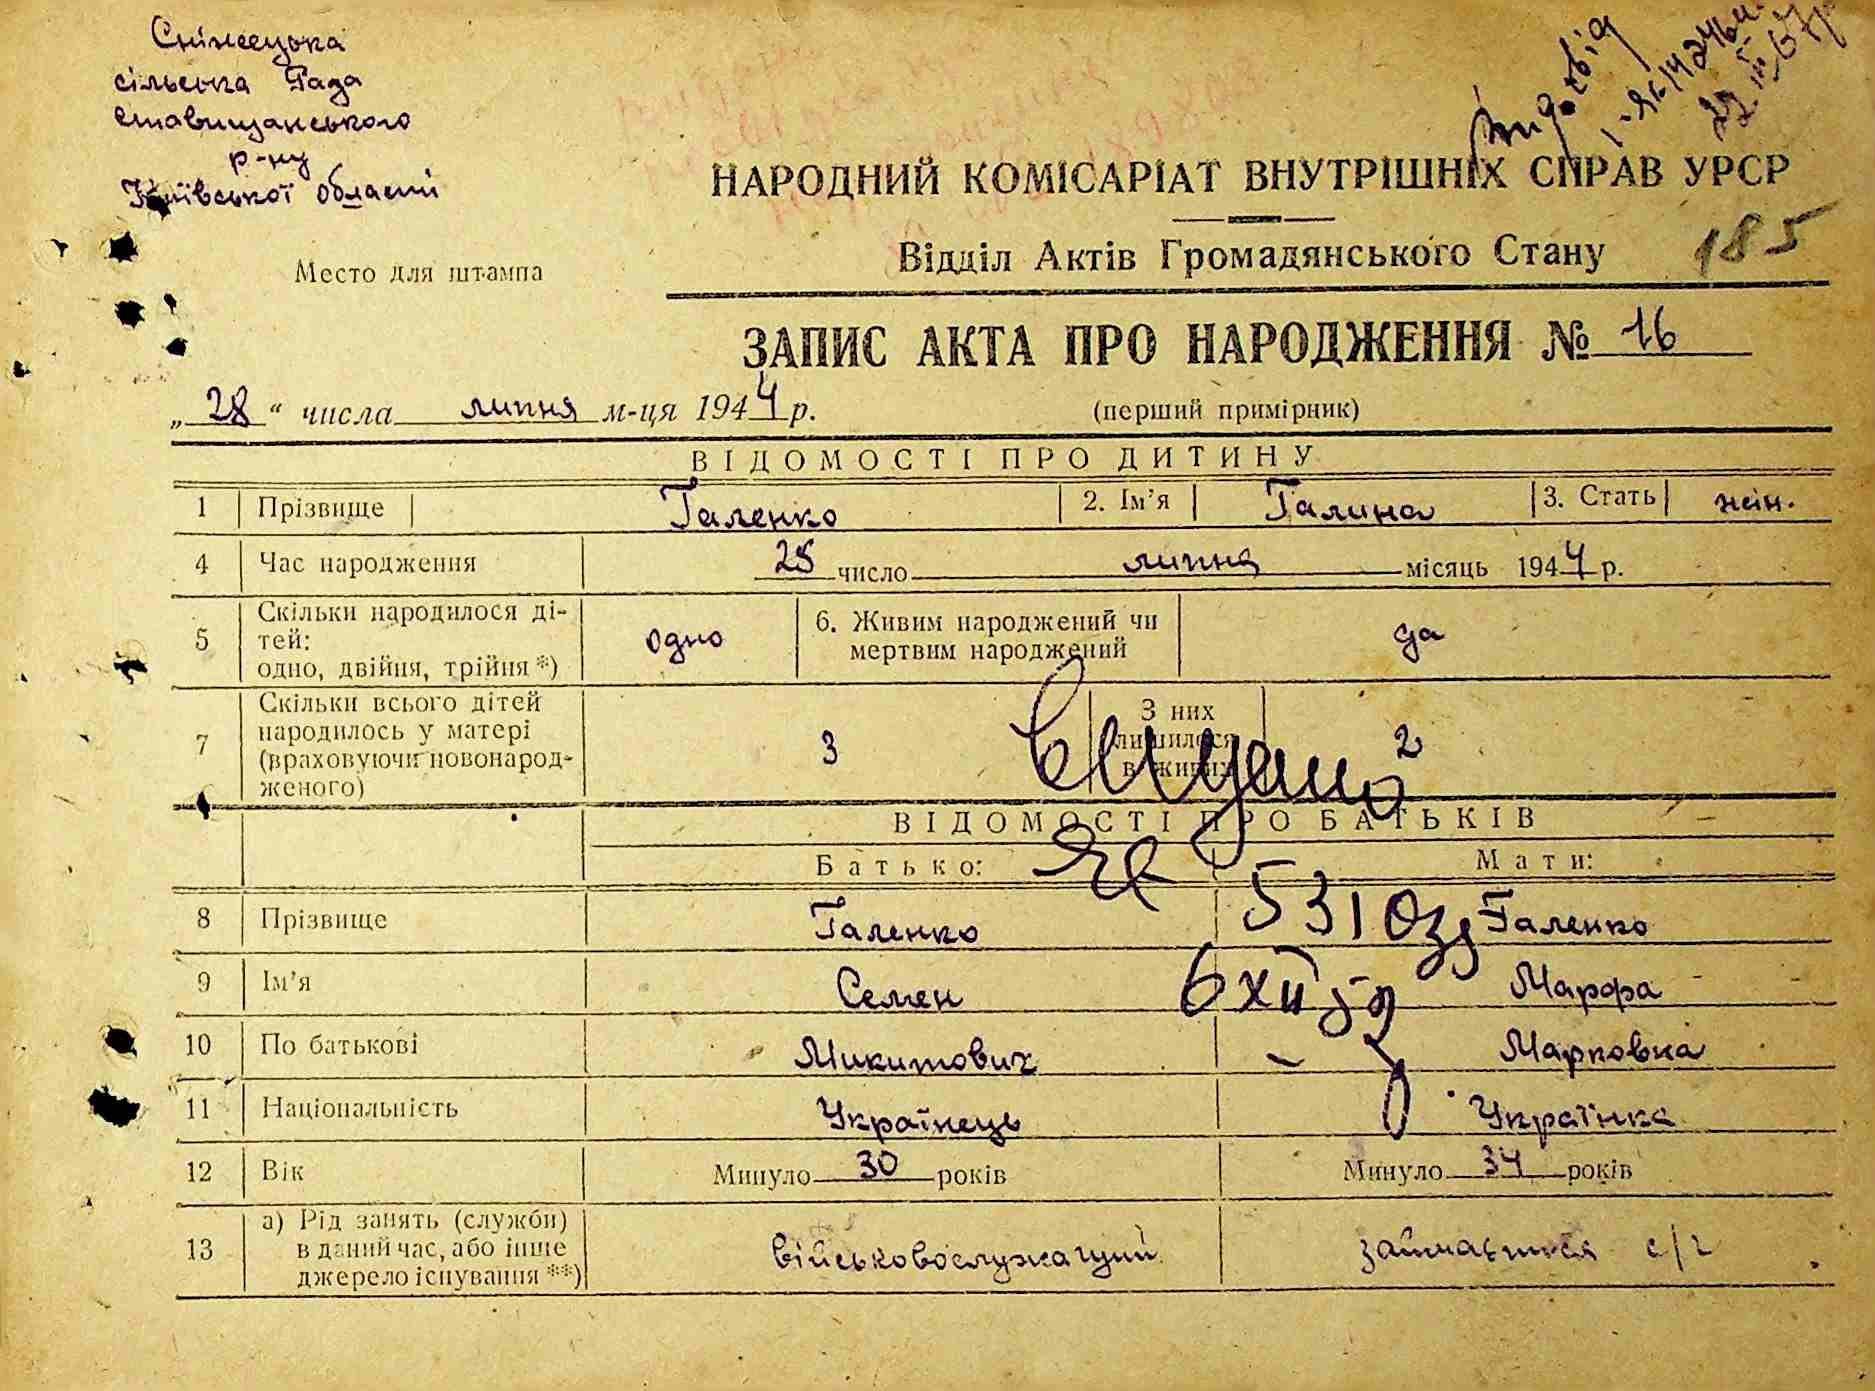 сільська Рада
Ставищанського
р-ну
Київської області
Место для штампа
НАРОДНИЙ КОМІСАРІАТ ВНУТРІШНІХ СПРАВ УРСР
Відділ Актів Громадянського Стану
185
ЗАПИС АКТА ПРО НАРОДЖЕННЯ № 16
„28“ числа липня м-ця 1944 р. (перший примірник)
ВІДОМОСТІ ПРО ДИТИНУ
1 Прізвище Галенко 2. Ім'я Галина 3. Стать жін.
4 Час народження 25 число липня місяць 1944 р.
5 Скільки народилося ді-
тей:
одно, двійня, трійня *) одно 6. Живим народжений чи
мертвим народжений да
7 Скільки всього дітей
народилось у матері
(враховуючи новонарод-
женого) 3 З них
лишилося
в живих 2
ВІДОМОСТІ ПРО БАТЬКІВ
Батько: Мати:
8 Прізвище Галенко Галенко
9 Ім'я Семен Марфа
10 По батькові Микитович Марковка
11 Національність Українець Українка
12 Вік Минуло 30 років Минуло 34 років
13 а) Рід занять (служби)
в даний час, або інше
джерело існування **) військовослужачий займається с/г